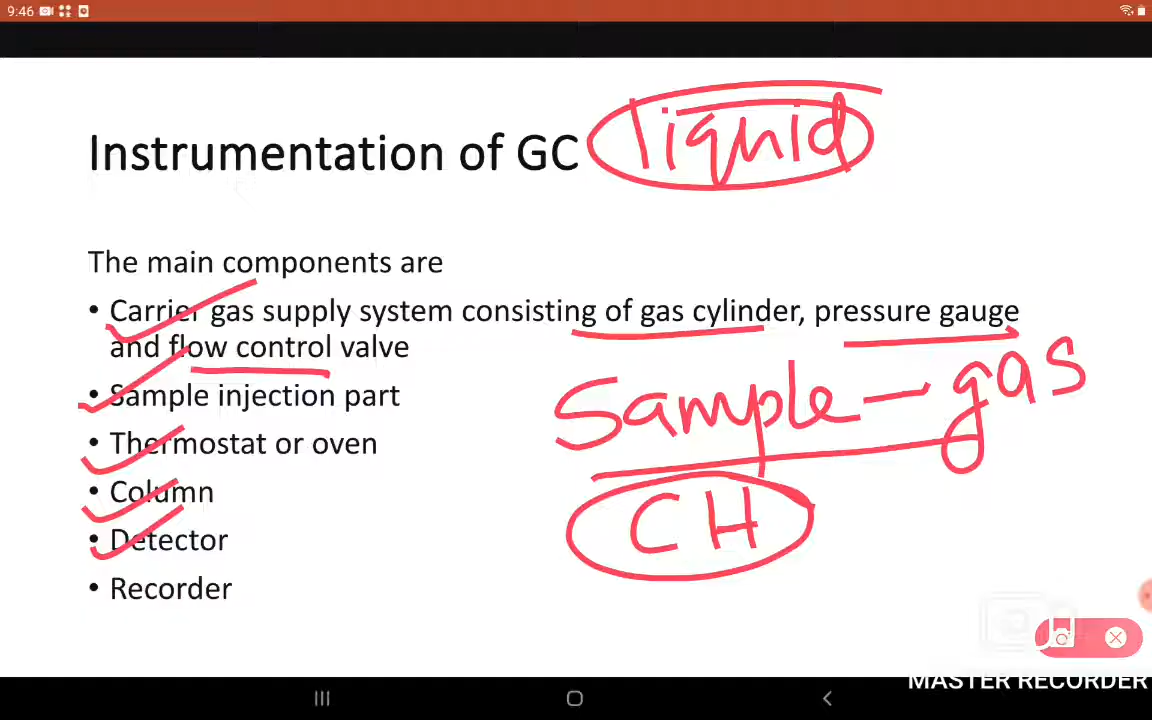 9:46
Instrumentation of GC liquid
The main components are
• Carrier gas supply system consisting of gas cylinder, pressure gauge
and flow control valve
• Sample injection part
Sample - gas
• Thermostat or oven
• Column
CH
• Detector
• Recorder
MASTER RECORDER